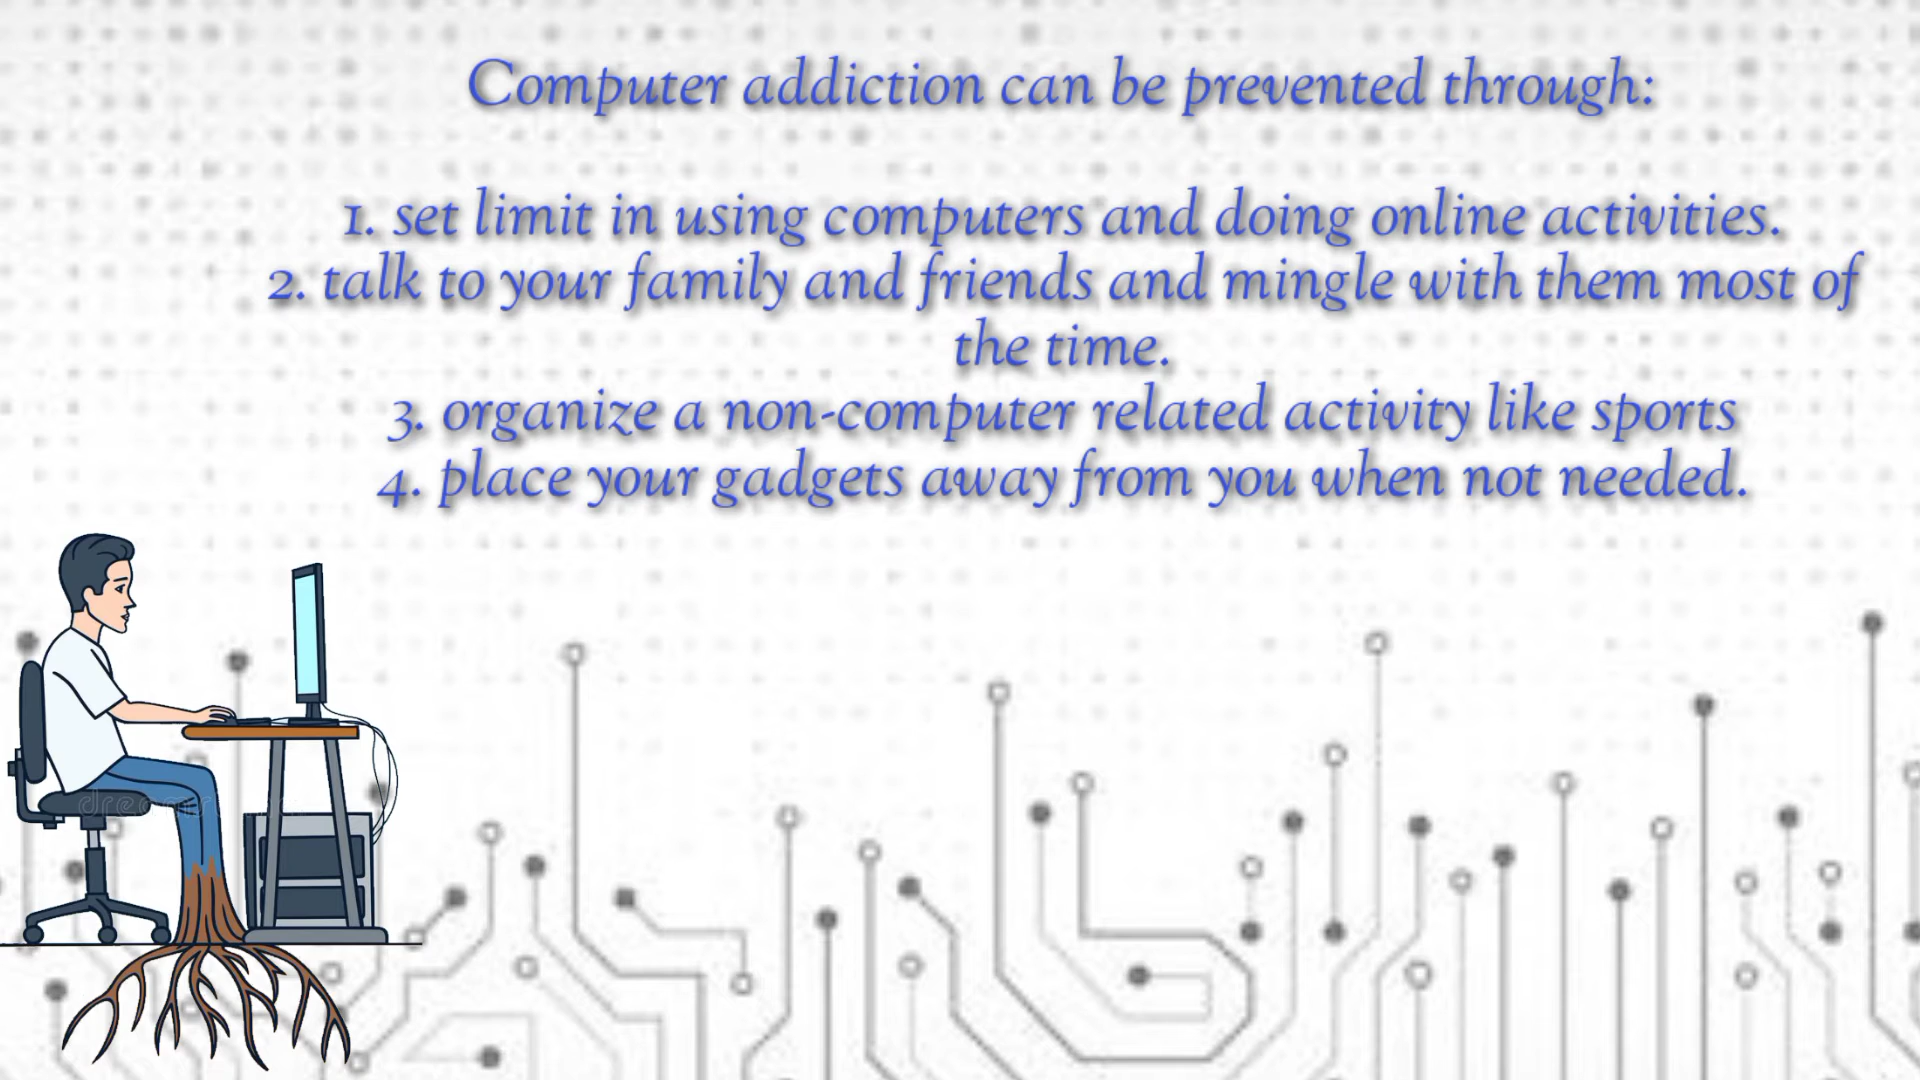 Computer addiction can be prevented through:
1. set limit in using computers and doing online activities.
2. talk to your family and friends and mingle with them most of
the time.
3. organize a non-computer related activity like sports
4. place your gadgets away from you when not needed.